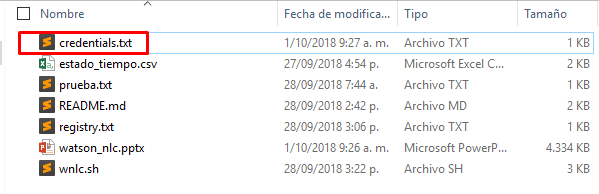 Nombre Fecha de modifica... Tipo Tamaño
credentials.txt 1/10/2018 9:27 a. m. Archivo TXT 1 KB
estado_tiempo.csv 27/09/2018 4:54 p. Microsoft Excel C... 2 KB
prueba.txt 28/09/2018 7:44 a. Archivo TXT 1 KB
README.md 28/09/2018 2:42 p. Archivo MD 2 KB
registry.txt 28/09/2018 3:06 p. Archivo TXT 1 KB
watson_nlc.pptx 1/10/2018 9:26 a. m. Microsoft PowerP... 4.334 KB
wnlc.sh 28/09/2018 3:22 p. Archivo SH 3 KB